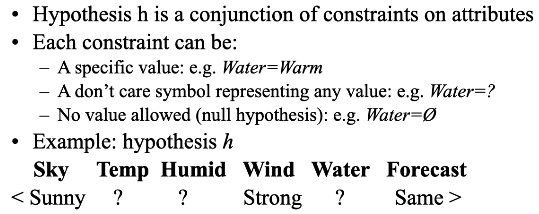 • Hypothesis h is a conjunction of constraints on attributes
• Each constraint can be:
– A specific value: e.g. Water=Warm
– A don't care symbol representing any value: e.g. Water=?
– No value allowed (null hypothesis): e.g. Water=Ø
• Example: hypothesis h
Sky Temp Humid Wind Water Forecast
< Sunny ? ? Strong ? Same >